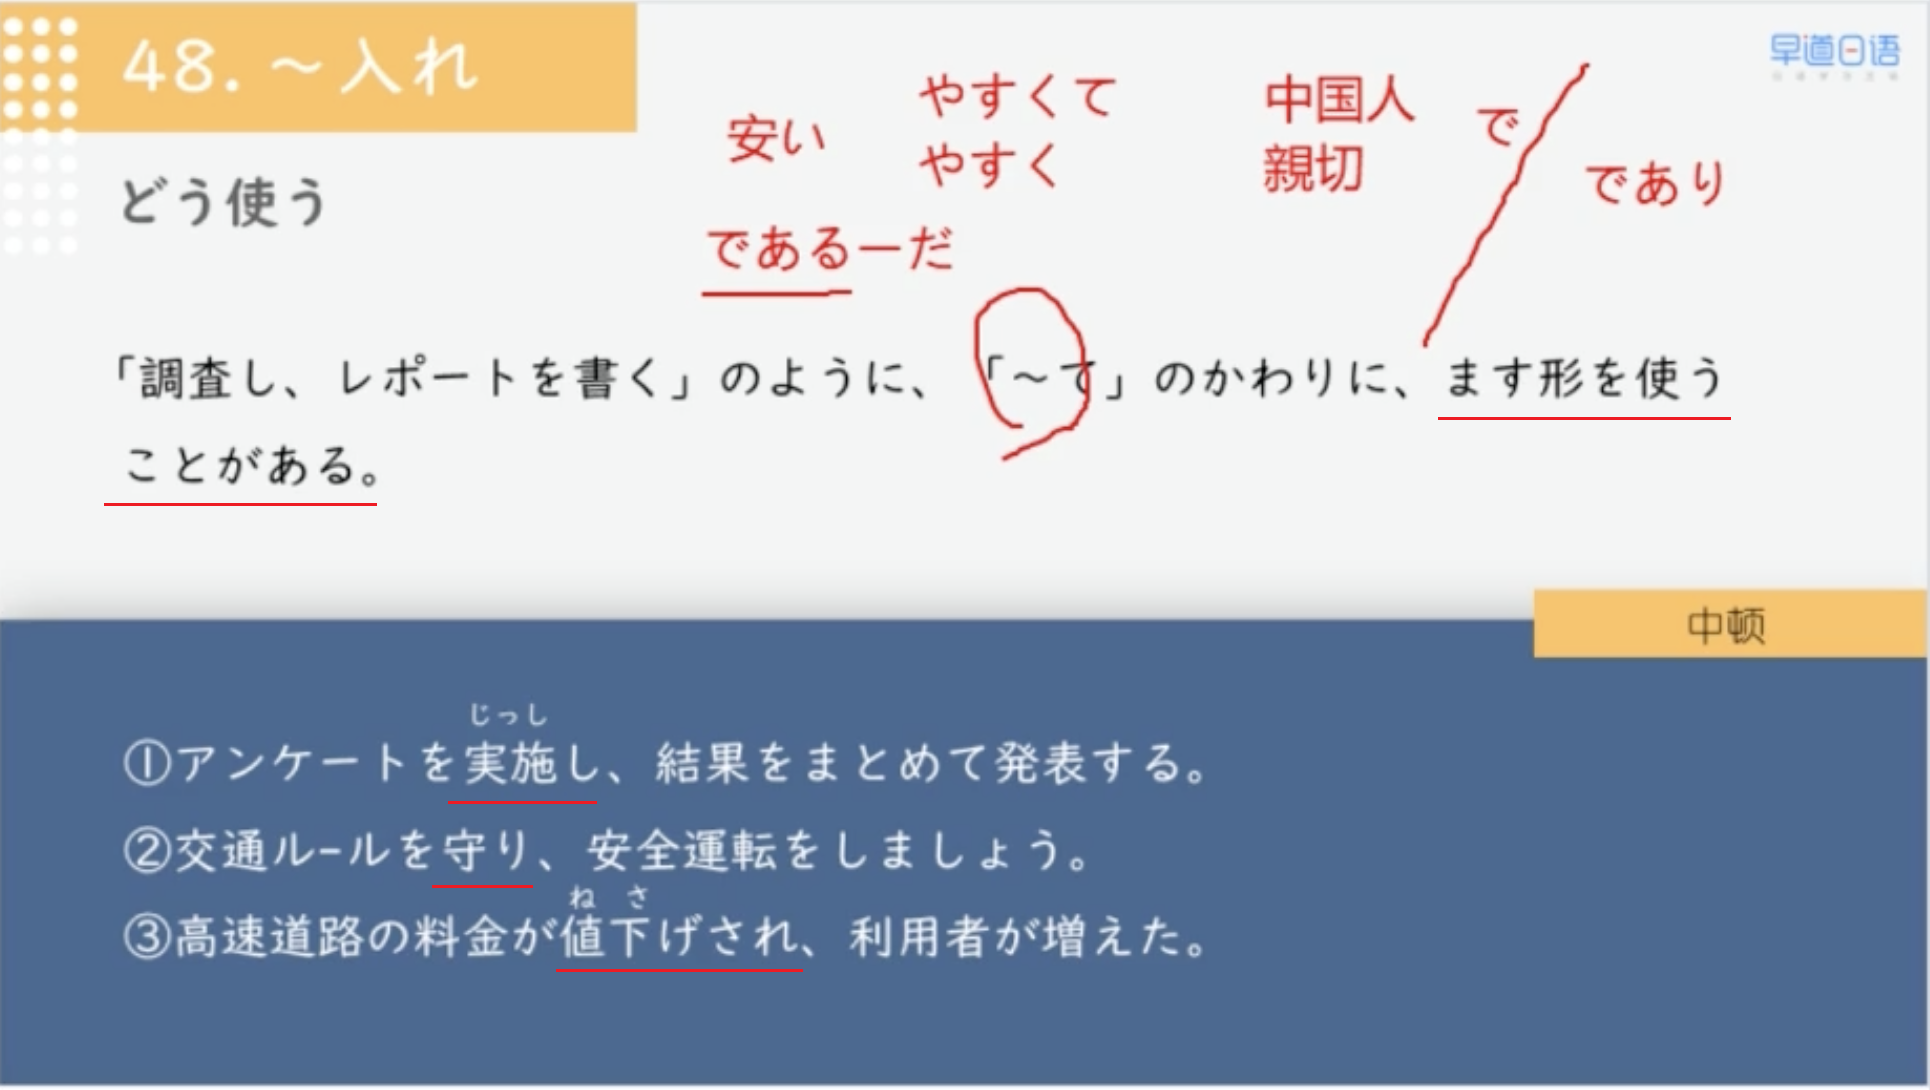 48.～入れ
早道日语
安い
やすくて
やすく
中国人
親切
で
であり
どう使う
であるーだ
「調査し、レポートを書く」のように、「～て」のかわりに、ます形を使う
ことがある。
中顿
じっし
①アンケートを実施し、結果をまとめて発表する。
②交通ルールを守り、安全運転をしましょう。
ね さ
③高速道路の料金が値下げされ、利用者が増えた。